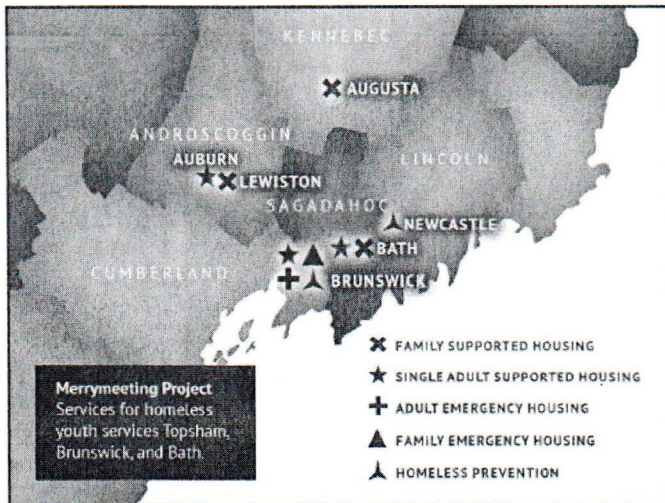 KENNEBEC
AUGUSTA
ANDROSCOGGIN
LINCOLN
AUBURN
LEWISTON
SAGADAHOC
NEWCASTLE
BATH
CUMBERLAND
BRUNSWICK
FAMILY SUPPORTED HOUSING
SINGLE ADULT SUPPORTED HOUSING
ADULT EMERGENCY HOUSING
FAMILY EMERGENCY HOUSING
HOMELESS PREVENTION
Merrymeeting Project
Services for homeless
youth services Topsham,
Brunswick, and Bath.